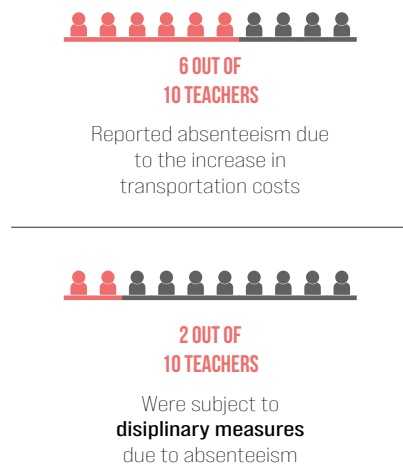 6 OUT OF
10 TEACHERS
Reported absenteeism due
to the increase in
transportation costs
2 OUT OF
10 TEACHERS
Were subject to
disiplinary measures
due to absenteeism